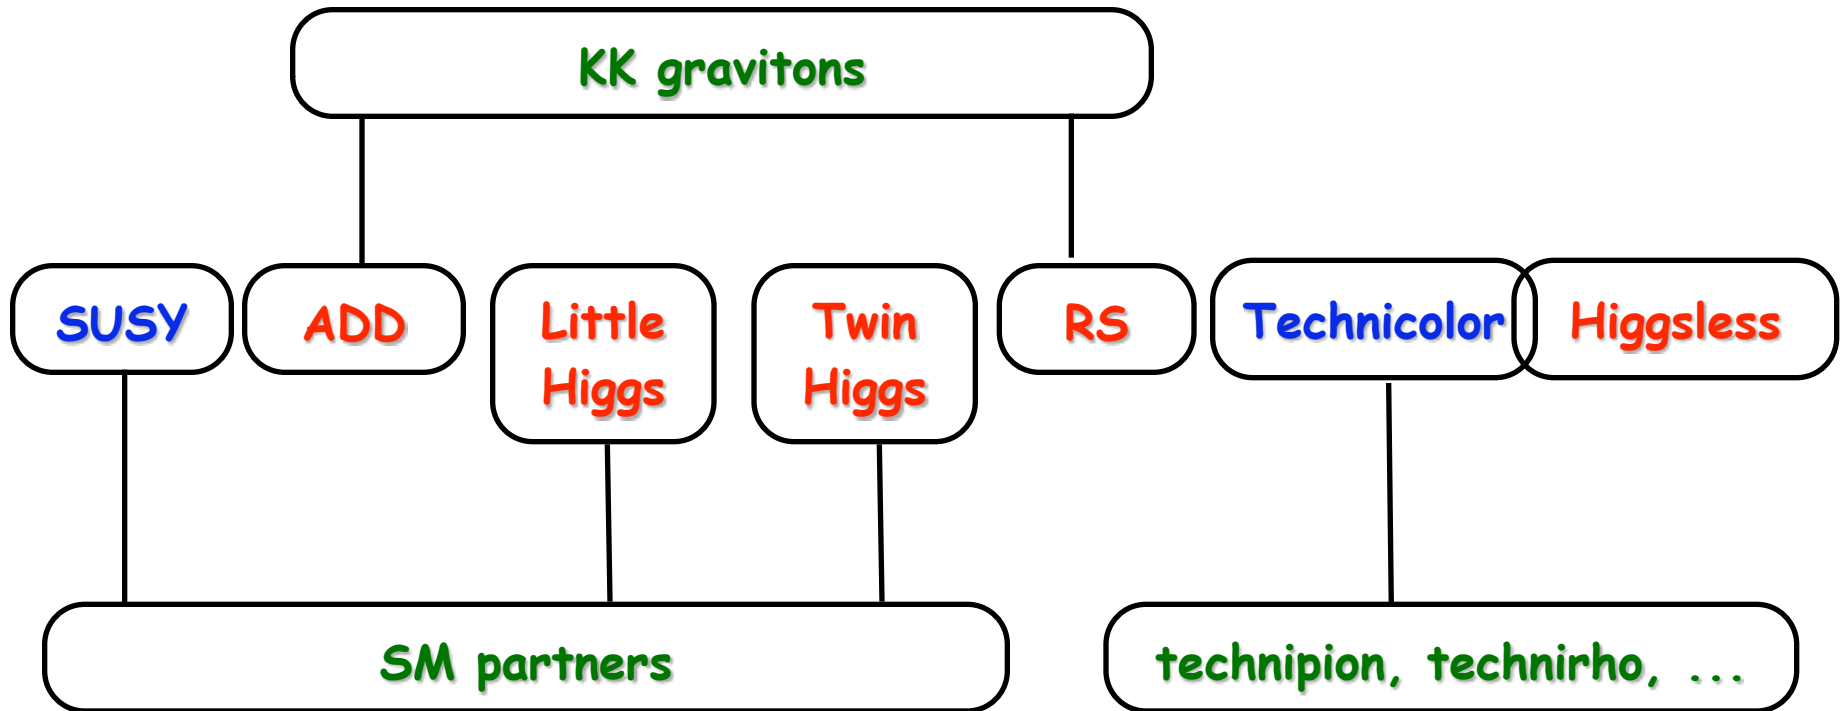 KK gravitons
SUSY
ADD
Little
Higgs
Twin
Higgs
RS
Technicolor
Higgsless
SM partners
technipion, technirho, ...